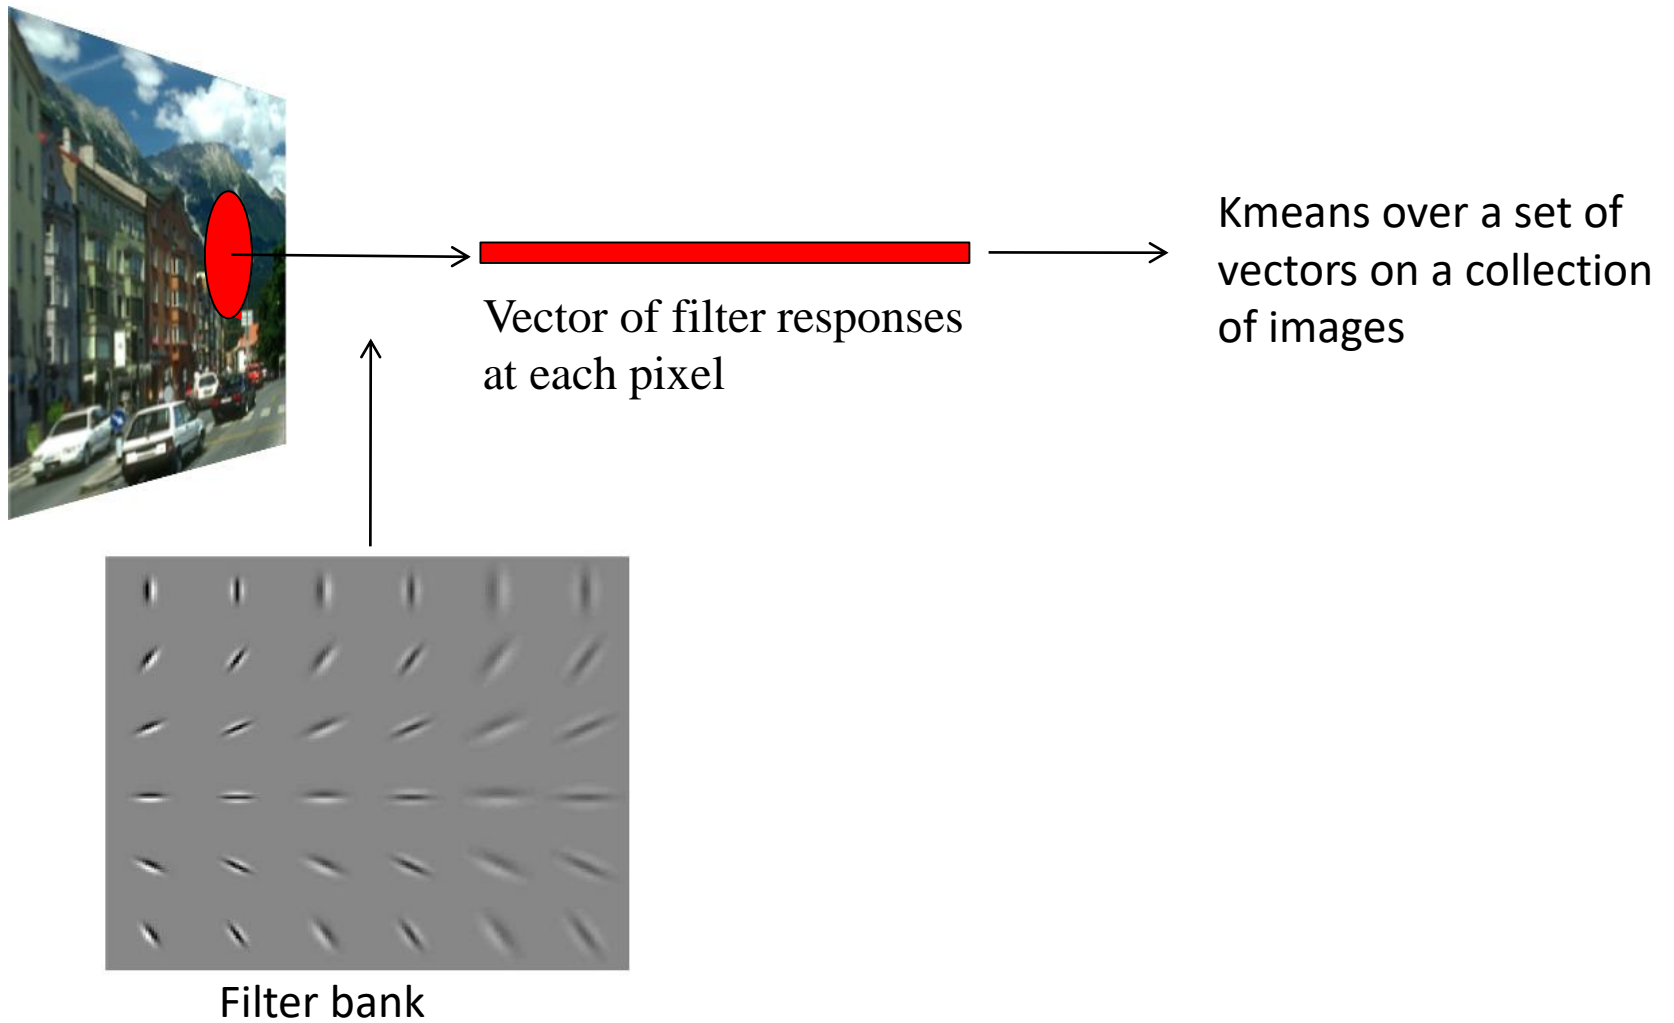 Kmeans over a set of
vectors on a collection
of images
Vector of filter responses
at each pixel
Filter bank